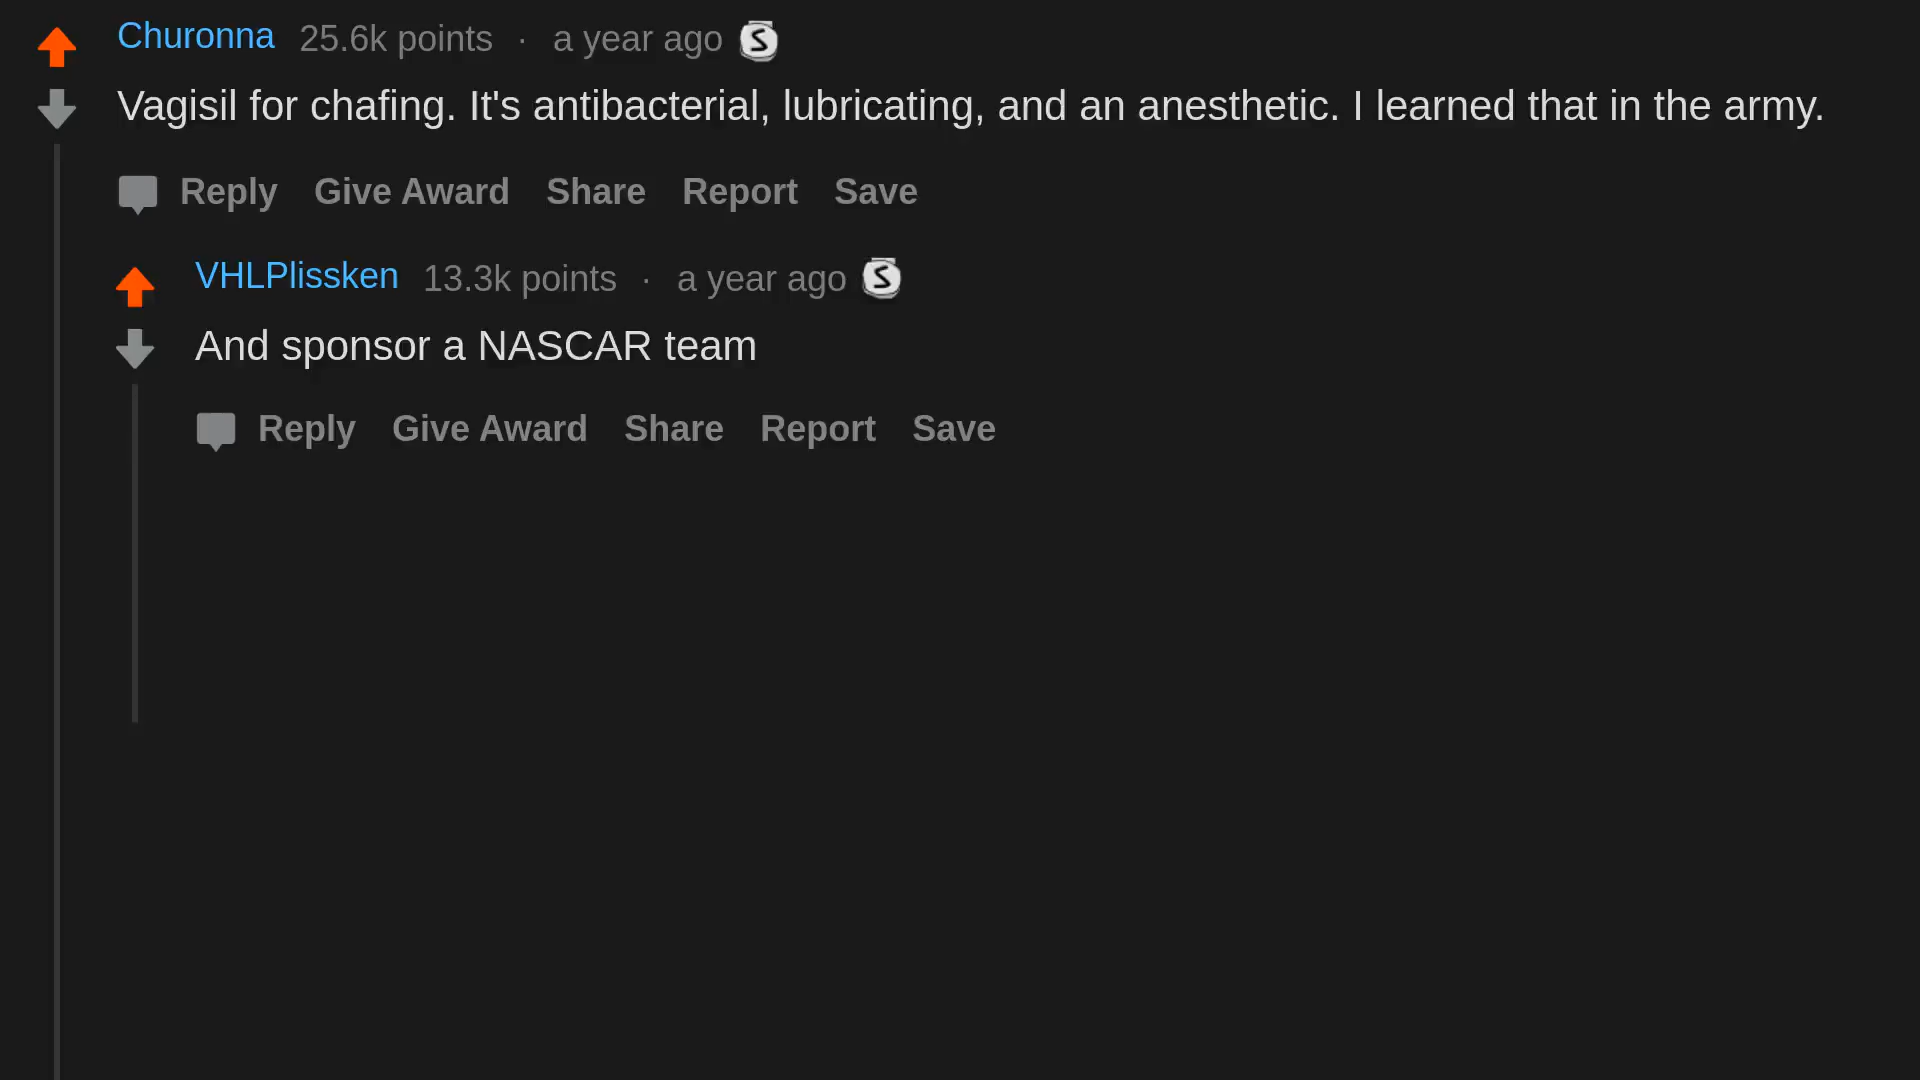 Churonna 25.6k points · a year ago S
Vagisil for chafing. It's antibacterial, lubricating, and an anesthetic. I learned that in the army.
Reply Give Award Share Report Save
VHLPlissken 13.3k points · a year ago S
And sponsor a NASCAR team
Reply Give Award Share Report Save